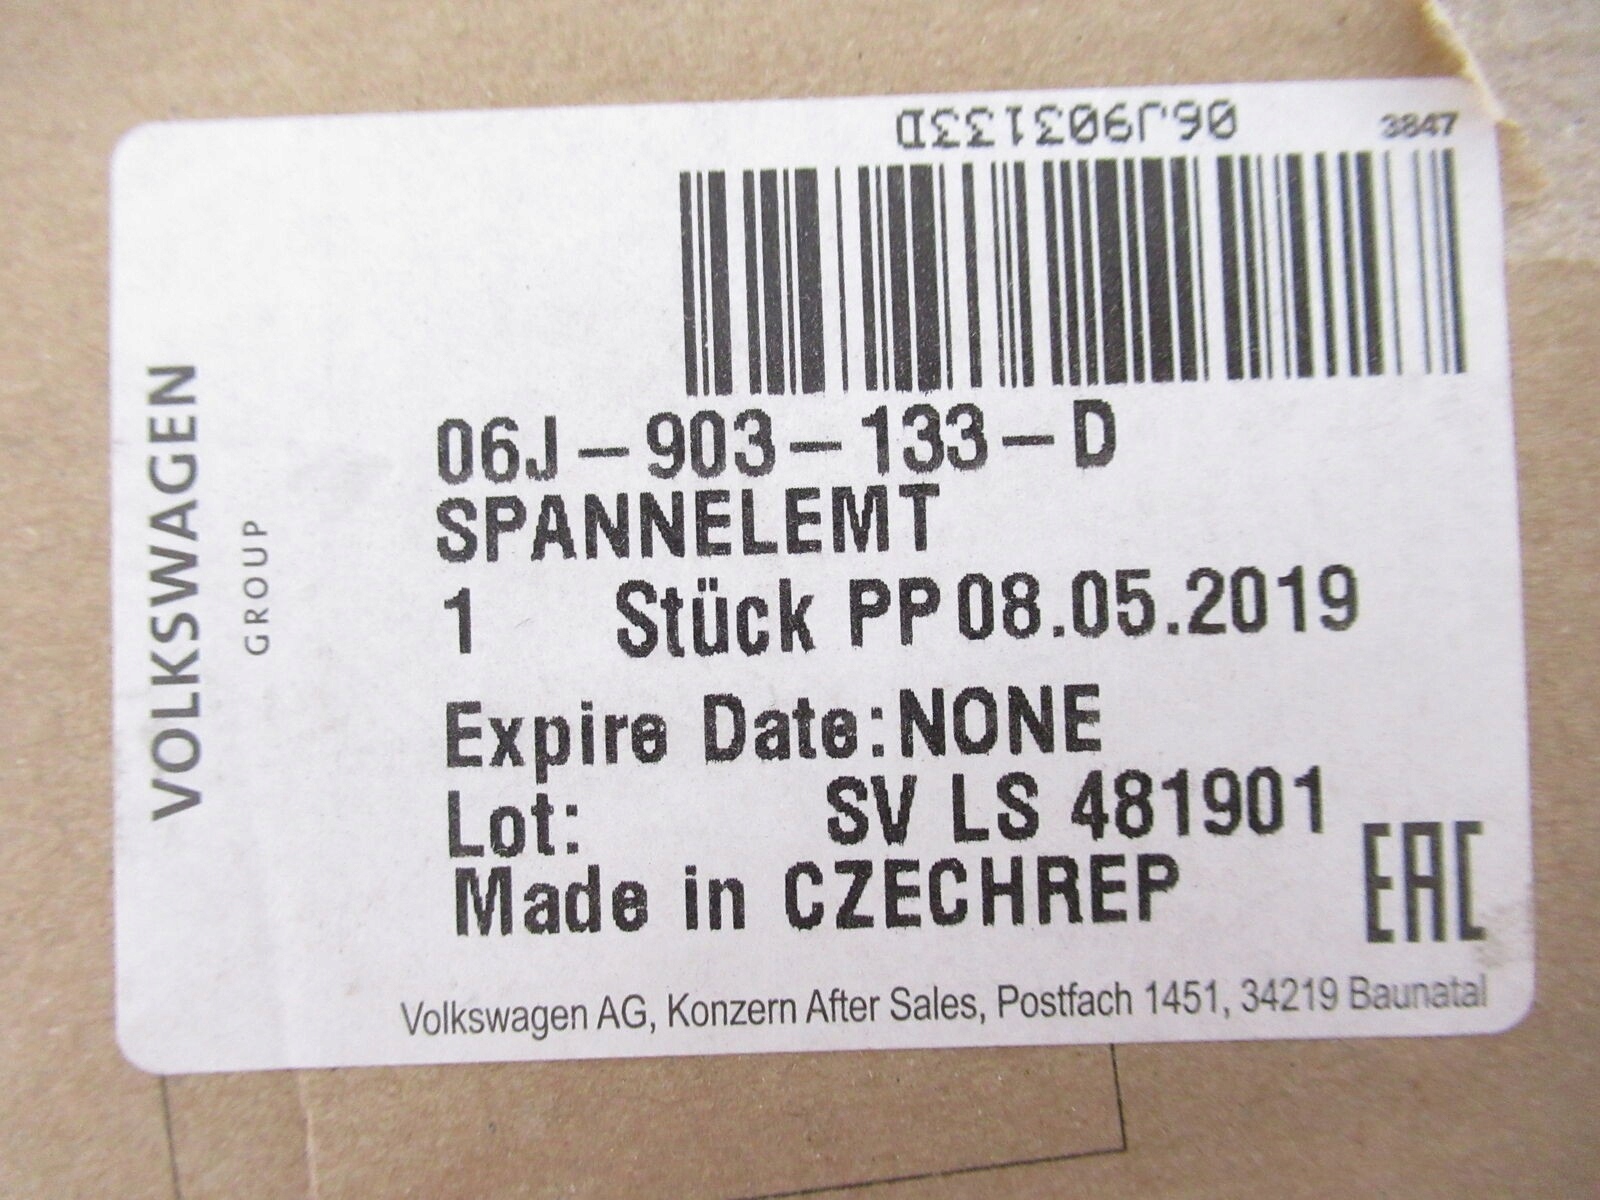 06J903133D
3847
VOLKSWAGEN
GROUP
06J-903-133-D
SPANNELEMT
1 Stück PP 08.05.2019
Expire Date:NONE
Lot: SV LS 481901
Made in CZECHREP
EAC
Volkswagen AG, Konzern After Sales, Postfach 1451, 34219 Baunatal